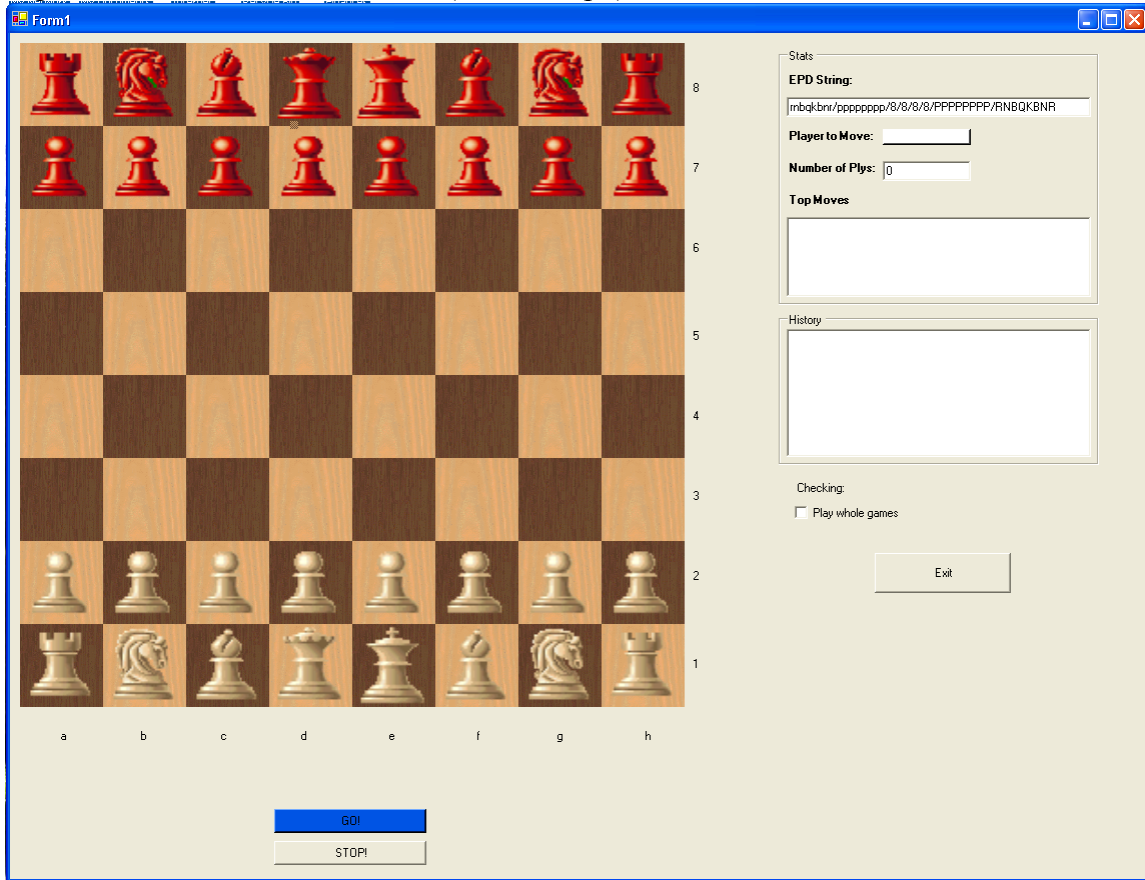 Form1
Stats
EPD String:
rnbqkbnr/pppppppp/8/8/8/8/PPPPPPPP/RNBQKBNR
Player to Move:
Number of Plys: 0
Top Moves
History
Checking:
Play whole games
Exit
8
7
6
5
4
3
2
1
a b c d e f g h
GO!
STOP!